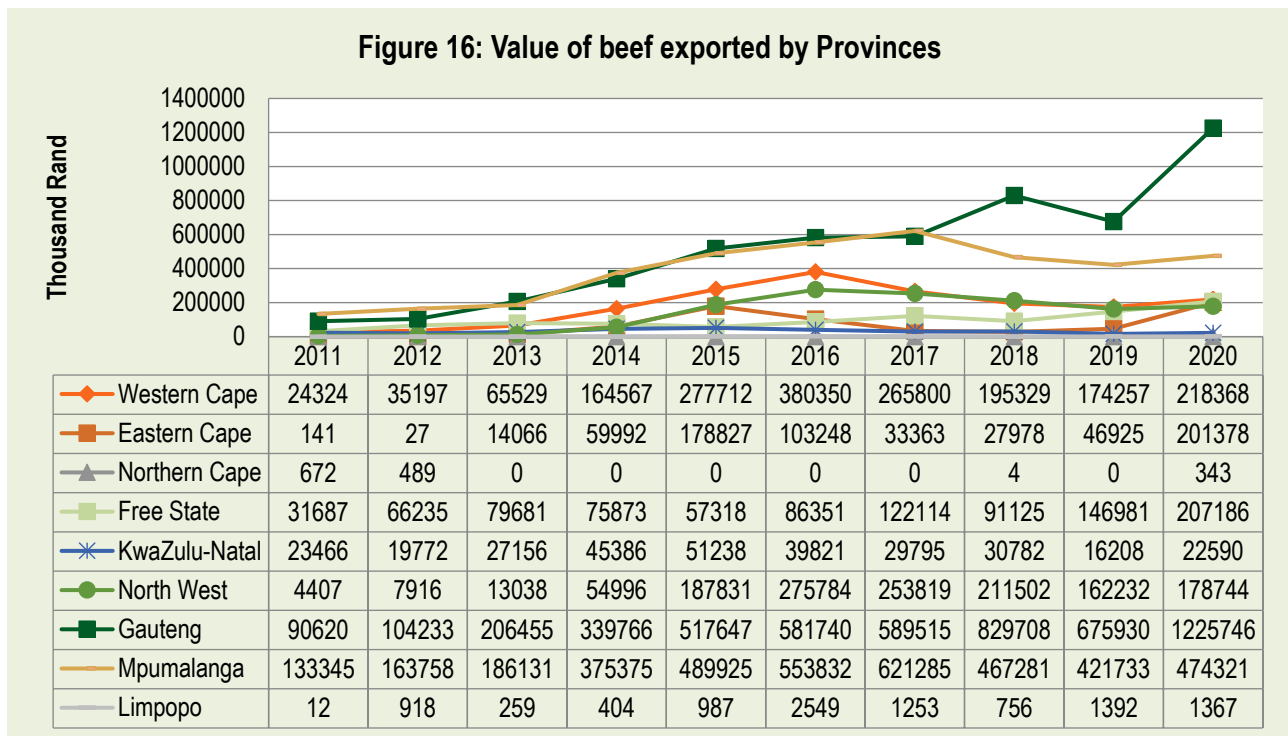 Figure 16: Value of beef exported by Provinces
Thousand Rand
1400000
1200000
1000000
800000
600000
400000
200000
0
2011 2012 2013 2014 2015 2016 2017 2018 2019 2020
Western Cape 24324 35197 65529 164567 277712 380350 265800 195329 174257 218368
Eastern Cape 141 27 14066 59992 178827 103248 33363 27978 46925 201378
Northern Cape 672 489 0 0 0 0 0 4 0 343
Free State 31687 66235 79681 75873 57318 86351 122114 91125 146981 207186
KwaZulu-Natal 23466 19772 27156 45386 51238 39821 29795 30782 16208 22590
North West 4407 7916 13038 54996 187831 275784 253819 211502 162232 178744
Gauteng 90620 104233 206455 339766 517647 581740 589515 829708 675930 1225746
Mpumalanga 133345 163758 186131 375375 489925 553832 621285 467281 421733 474321
Limpopo 12 918 259 404 987 2549 1253 756 1392 1367